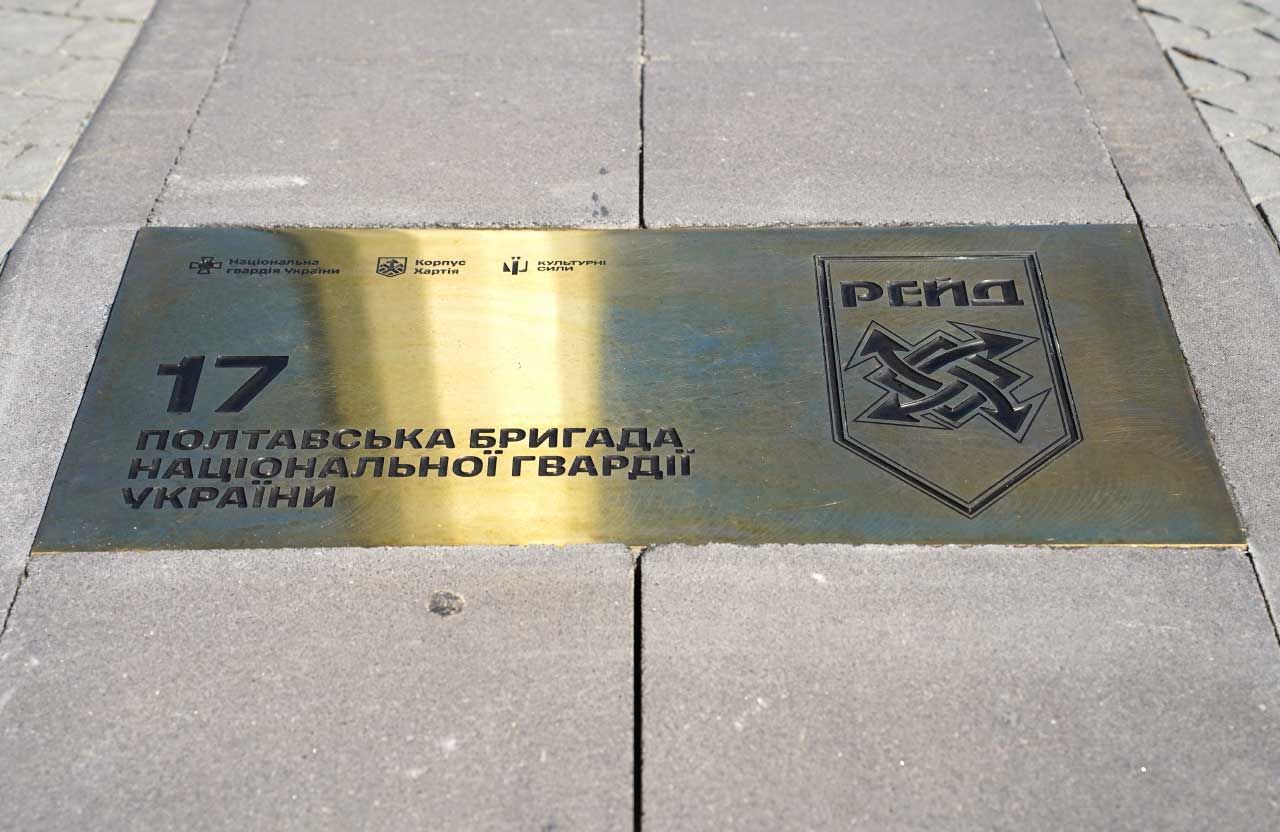 Національна
гвардія України
Корпус
Хартія
КУЛЬТУРНІ
СИЛИ
РЕЙД
17
ПОЛТАВСЬКА БРИГАДА
НАЦІОНАЛЬНОЇ ГВАРДІЇ
УКРАЇНИ